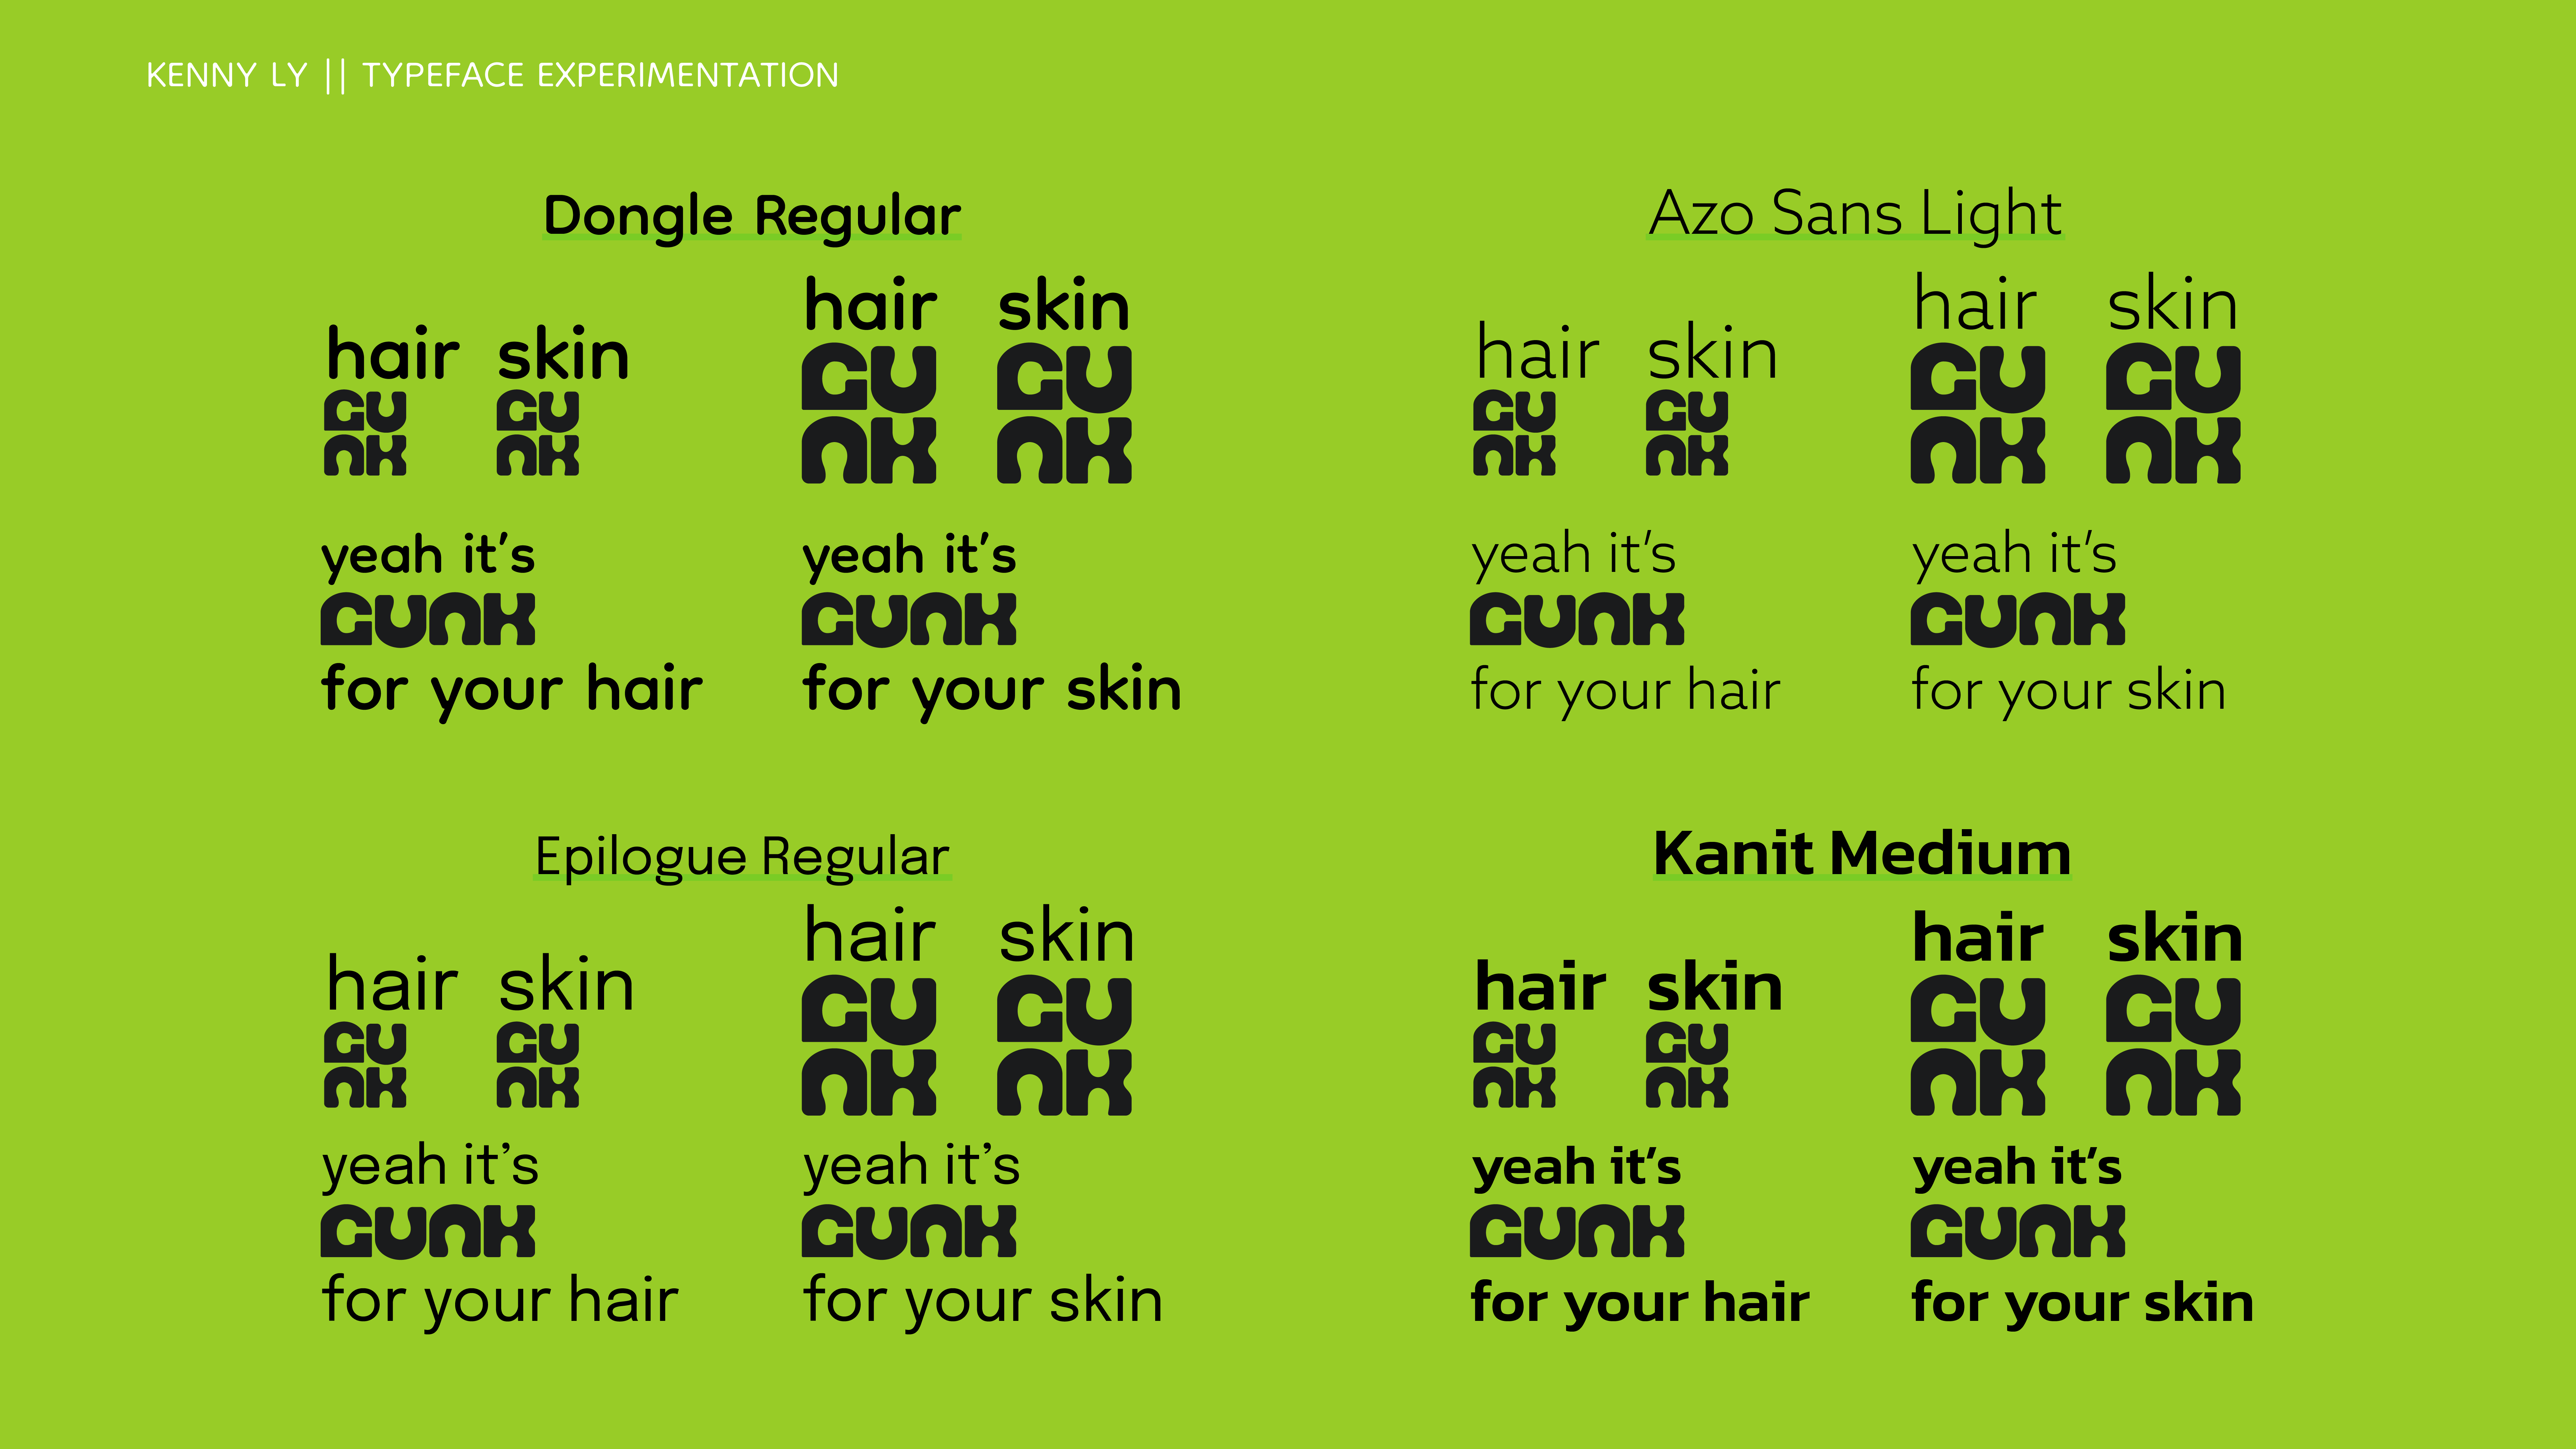 KENNY LY || TYPEFACE EXPERIMENTATION
Dongle Regular
hair skin
GU GU
NK NK
hair skin
GU GU
NK NK
yeah it's
GUNK
for your hair
yeah it's
GUNK
for your skin
Azo Sans Light
hair skin
GU GU
NK NK
hair skin
GU GU
NK NK
yeah it's
GUNK
for your hair
yeah it's
GUNK
for your skin
Epilogue Regular
hair skin
GU GU
NK NK
hair skin
GU GU
NK NK
yeah it’s
GUNK
for your hair
yeah it’s
GUNK
for your skin
Kanit Medium
hair skin
GU GU
NK NK
hair skin
GU GU
NK NK
yeah it's
GUNK
for your hair
yeah it's
GUNK
for your skin